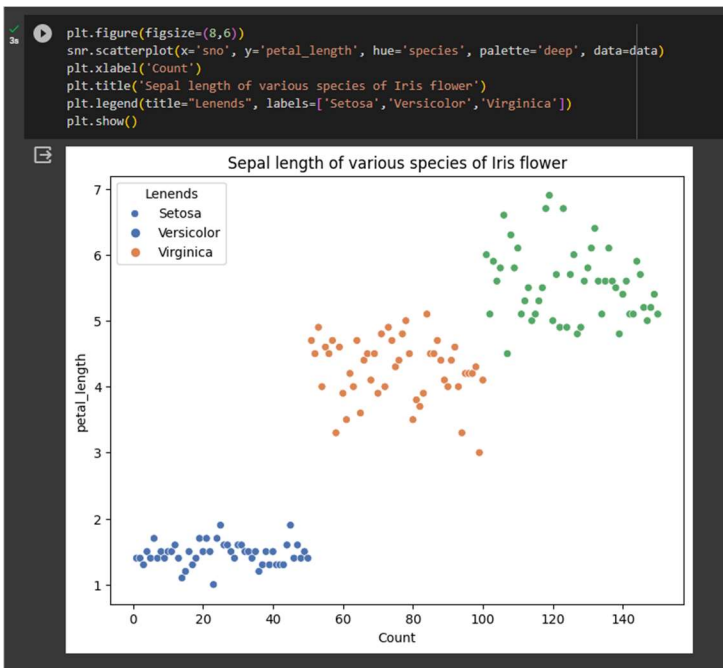 3s
plt.figure(figsize=(8,6))
snr.scatterplot(x='sno', y='petal_length', hue='species', palette='deep', data=data)
plt.xlabel('Count')
plt.title('Sepal length of various species of Iris flower')
plt.legend(title="Lenends", labels=['Setosa','Versicolor','Virginica'])
plt.show()
Sepal length of various species of Iris flower
Lenends
Setosa
Versicolor
Virginica
7
6
5
4
3
2
1
petal_length
0 20 40 60 80 100 120 140
Count